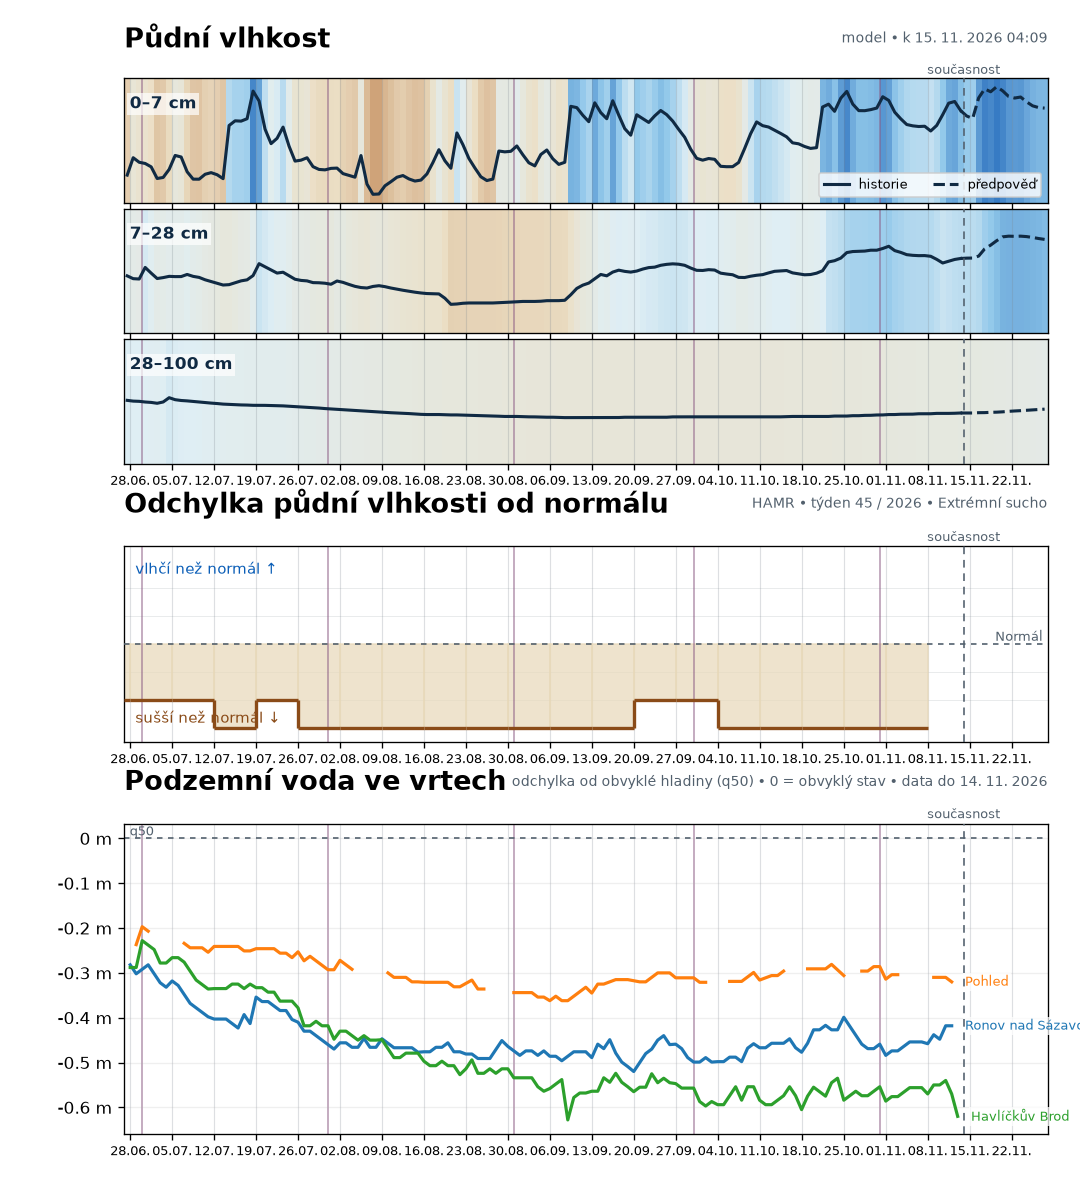 Půdní vlhkost
model • k 15. 11. 2026 04:09
současnost
0–7 cm
historie předpověď
7–28 cm
28–100 cm
28.06. 05.07. 12.07. 19.07. 26.07. 02.08. 09.08. 16.08. 23.08. 30.08. 06.09. 13.09. 20.09. 27.09. 04.10. 11.10. 18.10. 25.10. 01.11. 08.11. 15.11. 22.11.
Odchylka půdní vlhkosti od normálu
HAMR • týden 45 / 2026 • Extrémní sucho
současnost
vlhčí než normál ↑
Normál
sušší než normál ↓
28.06. 05.07. 12.07. 19.07. 26.07. 02.08. 09.08. 16.08. 23.08. 30.08. 06.09. 13.09. 20.09. 27.09. 04.10. 11.10. 18.10. 25.10. 01.11. 08.11. 15.11. 22.11.
Podzemní voda ve vrtech
odchylka od obvyklé hladiny (q50) • 0 = obvyklý stav • data do 14. 11. 2026
současnost
q50
0 m
-0.1 m
-0.2 m
-0.3 m
Pohled
-0.4 m
Ronov nad Sázavo
-0.5 m
-0.6 m
Havlíčkův Brod
28.06. 05.07. 12.07. 19.07. 26.07. 02.08. 09.08. 16.08. 23.08. 30.08. 06.09. 13.09. 20.09. 27.09. 04.10. 11.10. 18.10. 25.10. 01.11. 08.11. 15.11. 22.11.